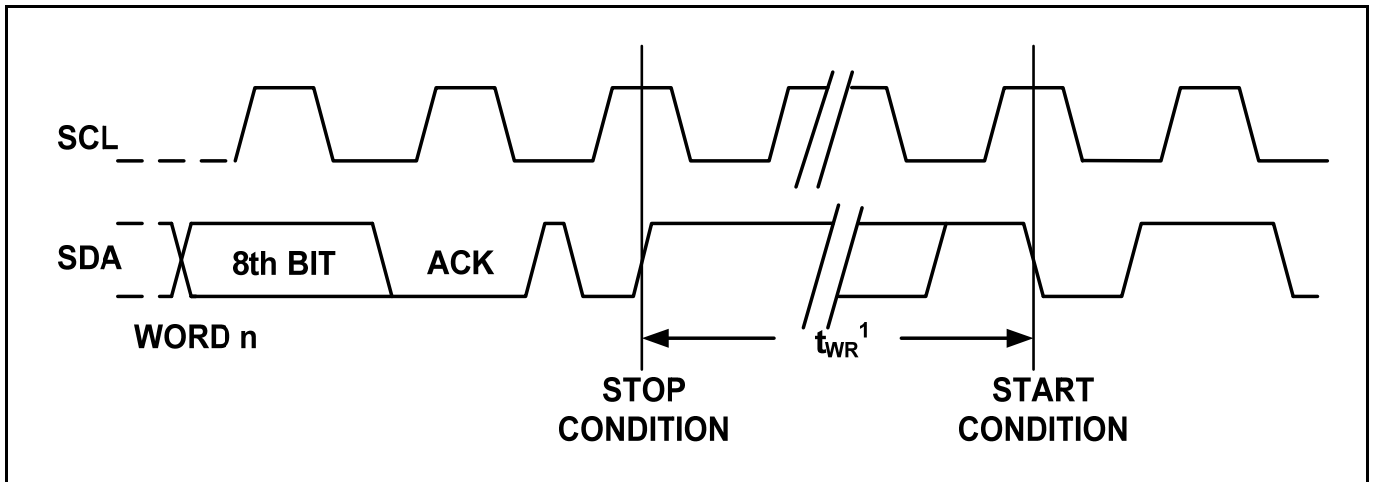 SCL
SDA
8th BIT
ACK
WORD n
tWR1
STOP
CONDITION
START
CONDITION